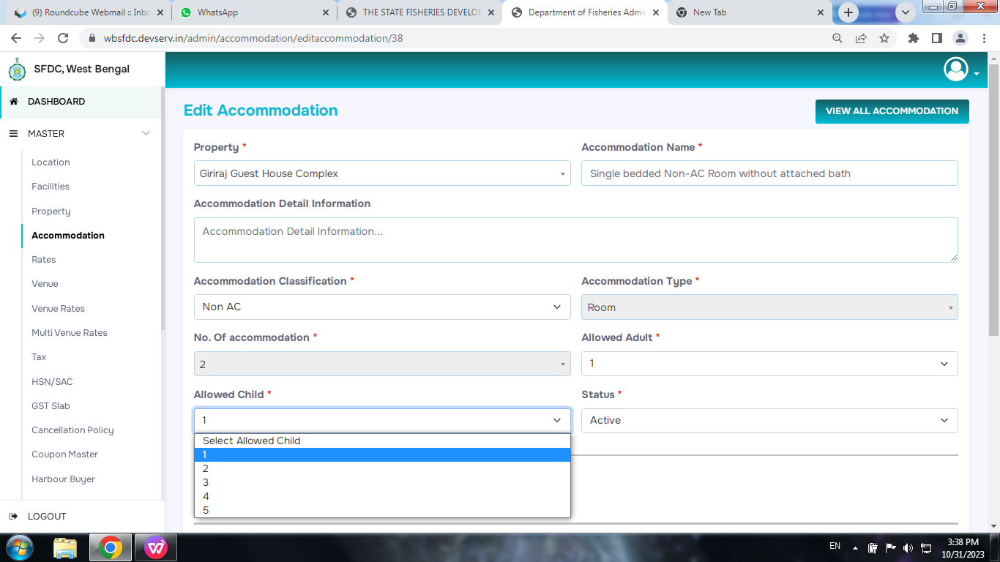 (9) Roundcube Webmail :: Inbo
WhatsApp
THE STATE FISHERIES DEVELOP
Department of Fisheries Admi
New Tab
wbsfdc.devserv.in/admin/accommodation/editaccommodation/38
SFDC, West Bengal
DASHBOARD
MASTER
Location
Facilities
Property
Accommodation
Rates
Venue
Venue Rates
Multi Venue Rates
Tax
HSN/SAC
GST Slab
Cancellation Policy
Coupon Master
Harbour Buyer
LOGOUT
Edit Accommodation
VIEW ALL ACCOMMODATION
Property *
Giriraj Guest House Complex
Accommodation Name *
Single bedded Non-AC Room without attached bath
Accommodation Detail Information
Accommodation Detail Information...
Accommodation Classification *
Non AC
Accommodation Type *
Room
No. Of accommodation *
2
Allowed Adult *
1
Allowed Child *
1
Status *
Active
Select Allowed Child
1
2
3
4
5
EN
3:38 PM
10/31/2023